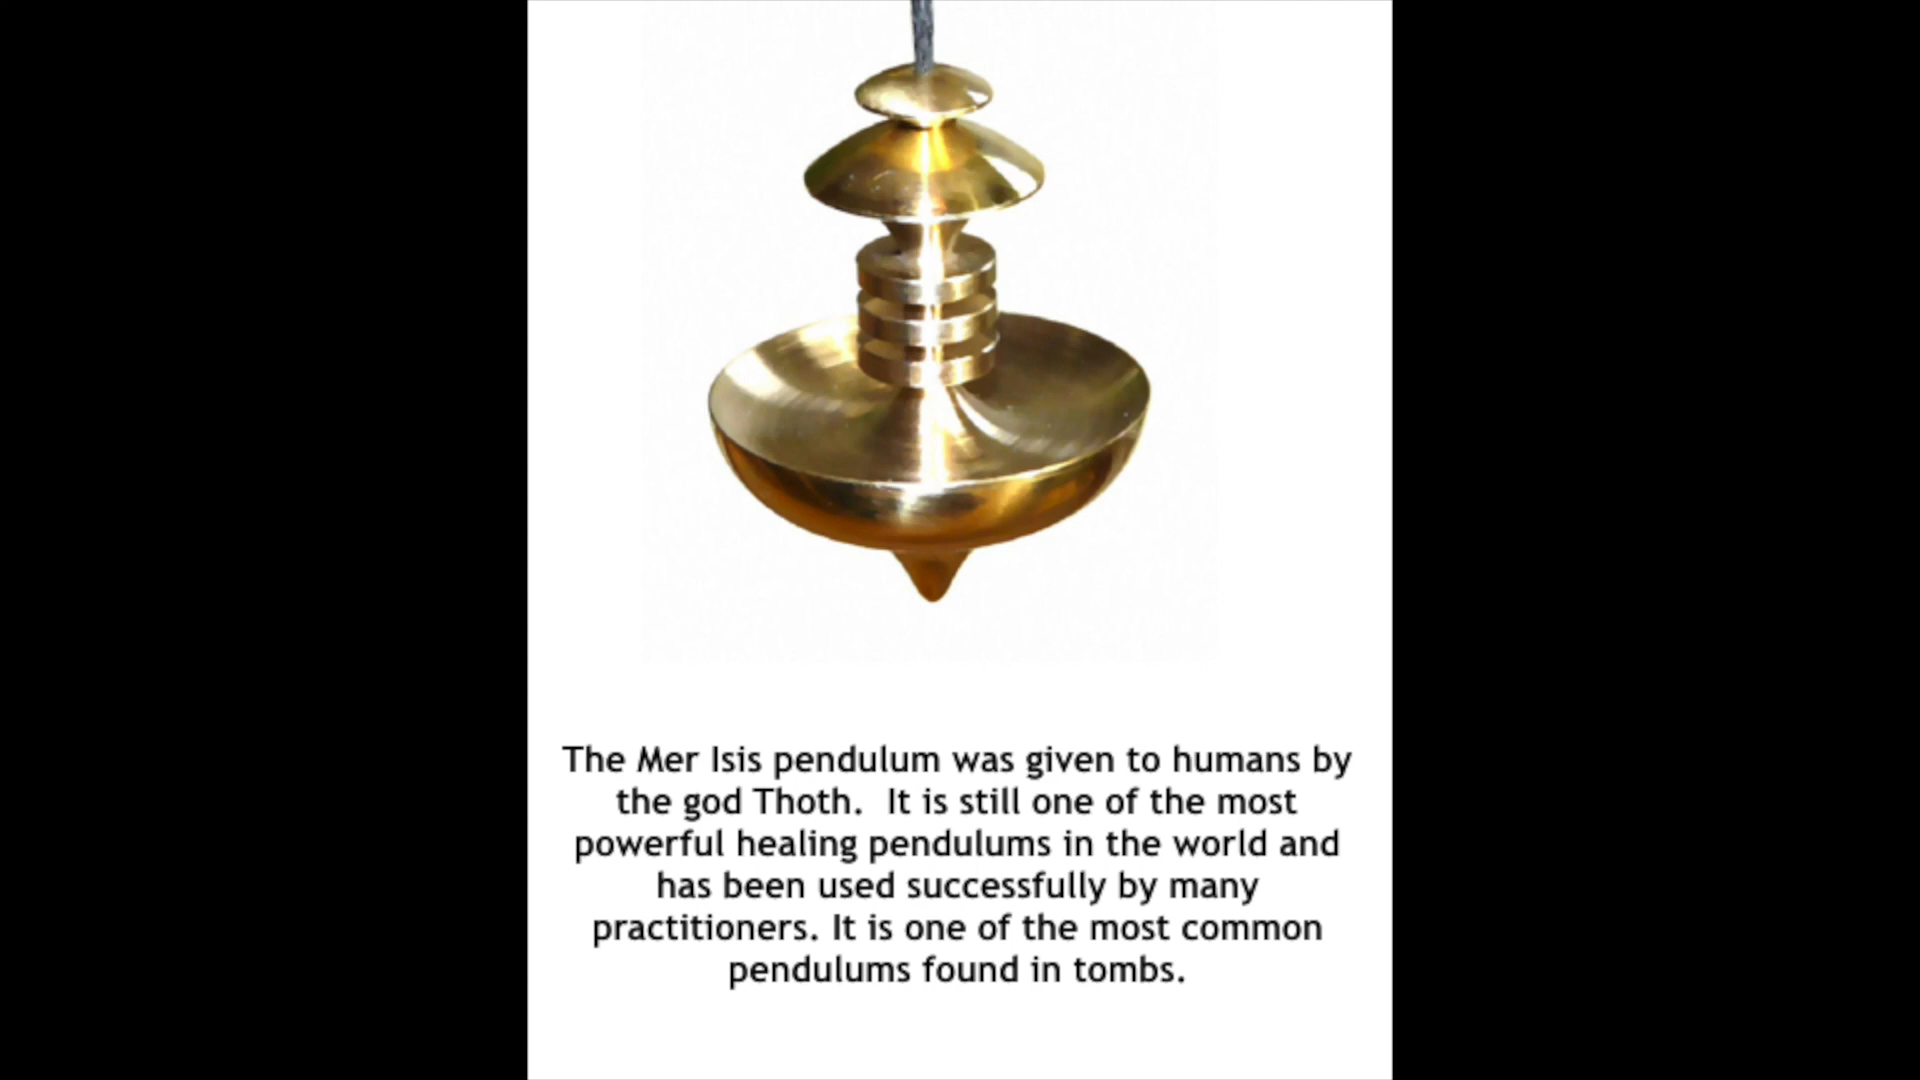 The Mer Isis pendulum was given to humans by
the god Thoth.  It is still one of the most
powerful healing pendulums in the world and
has been used successfully by many
practitioners. It is one of the most common
pendulums found in tombs.